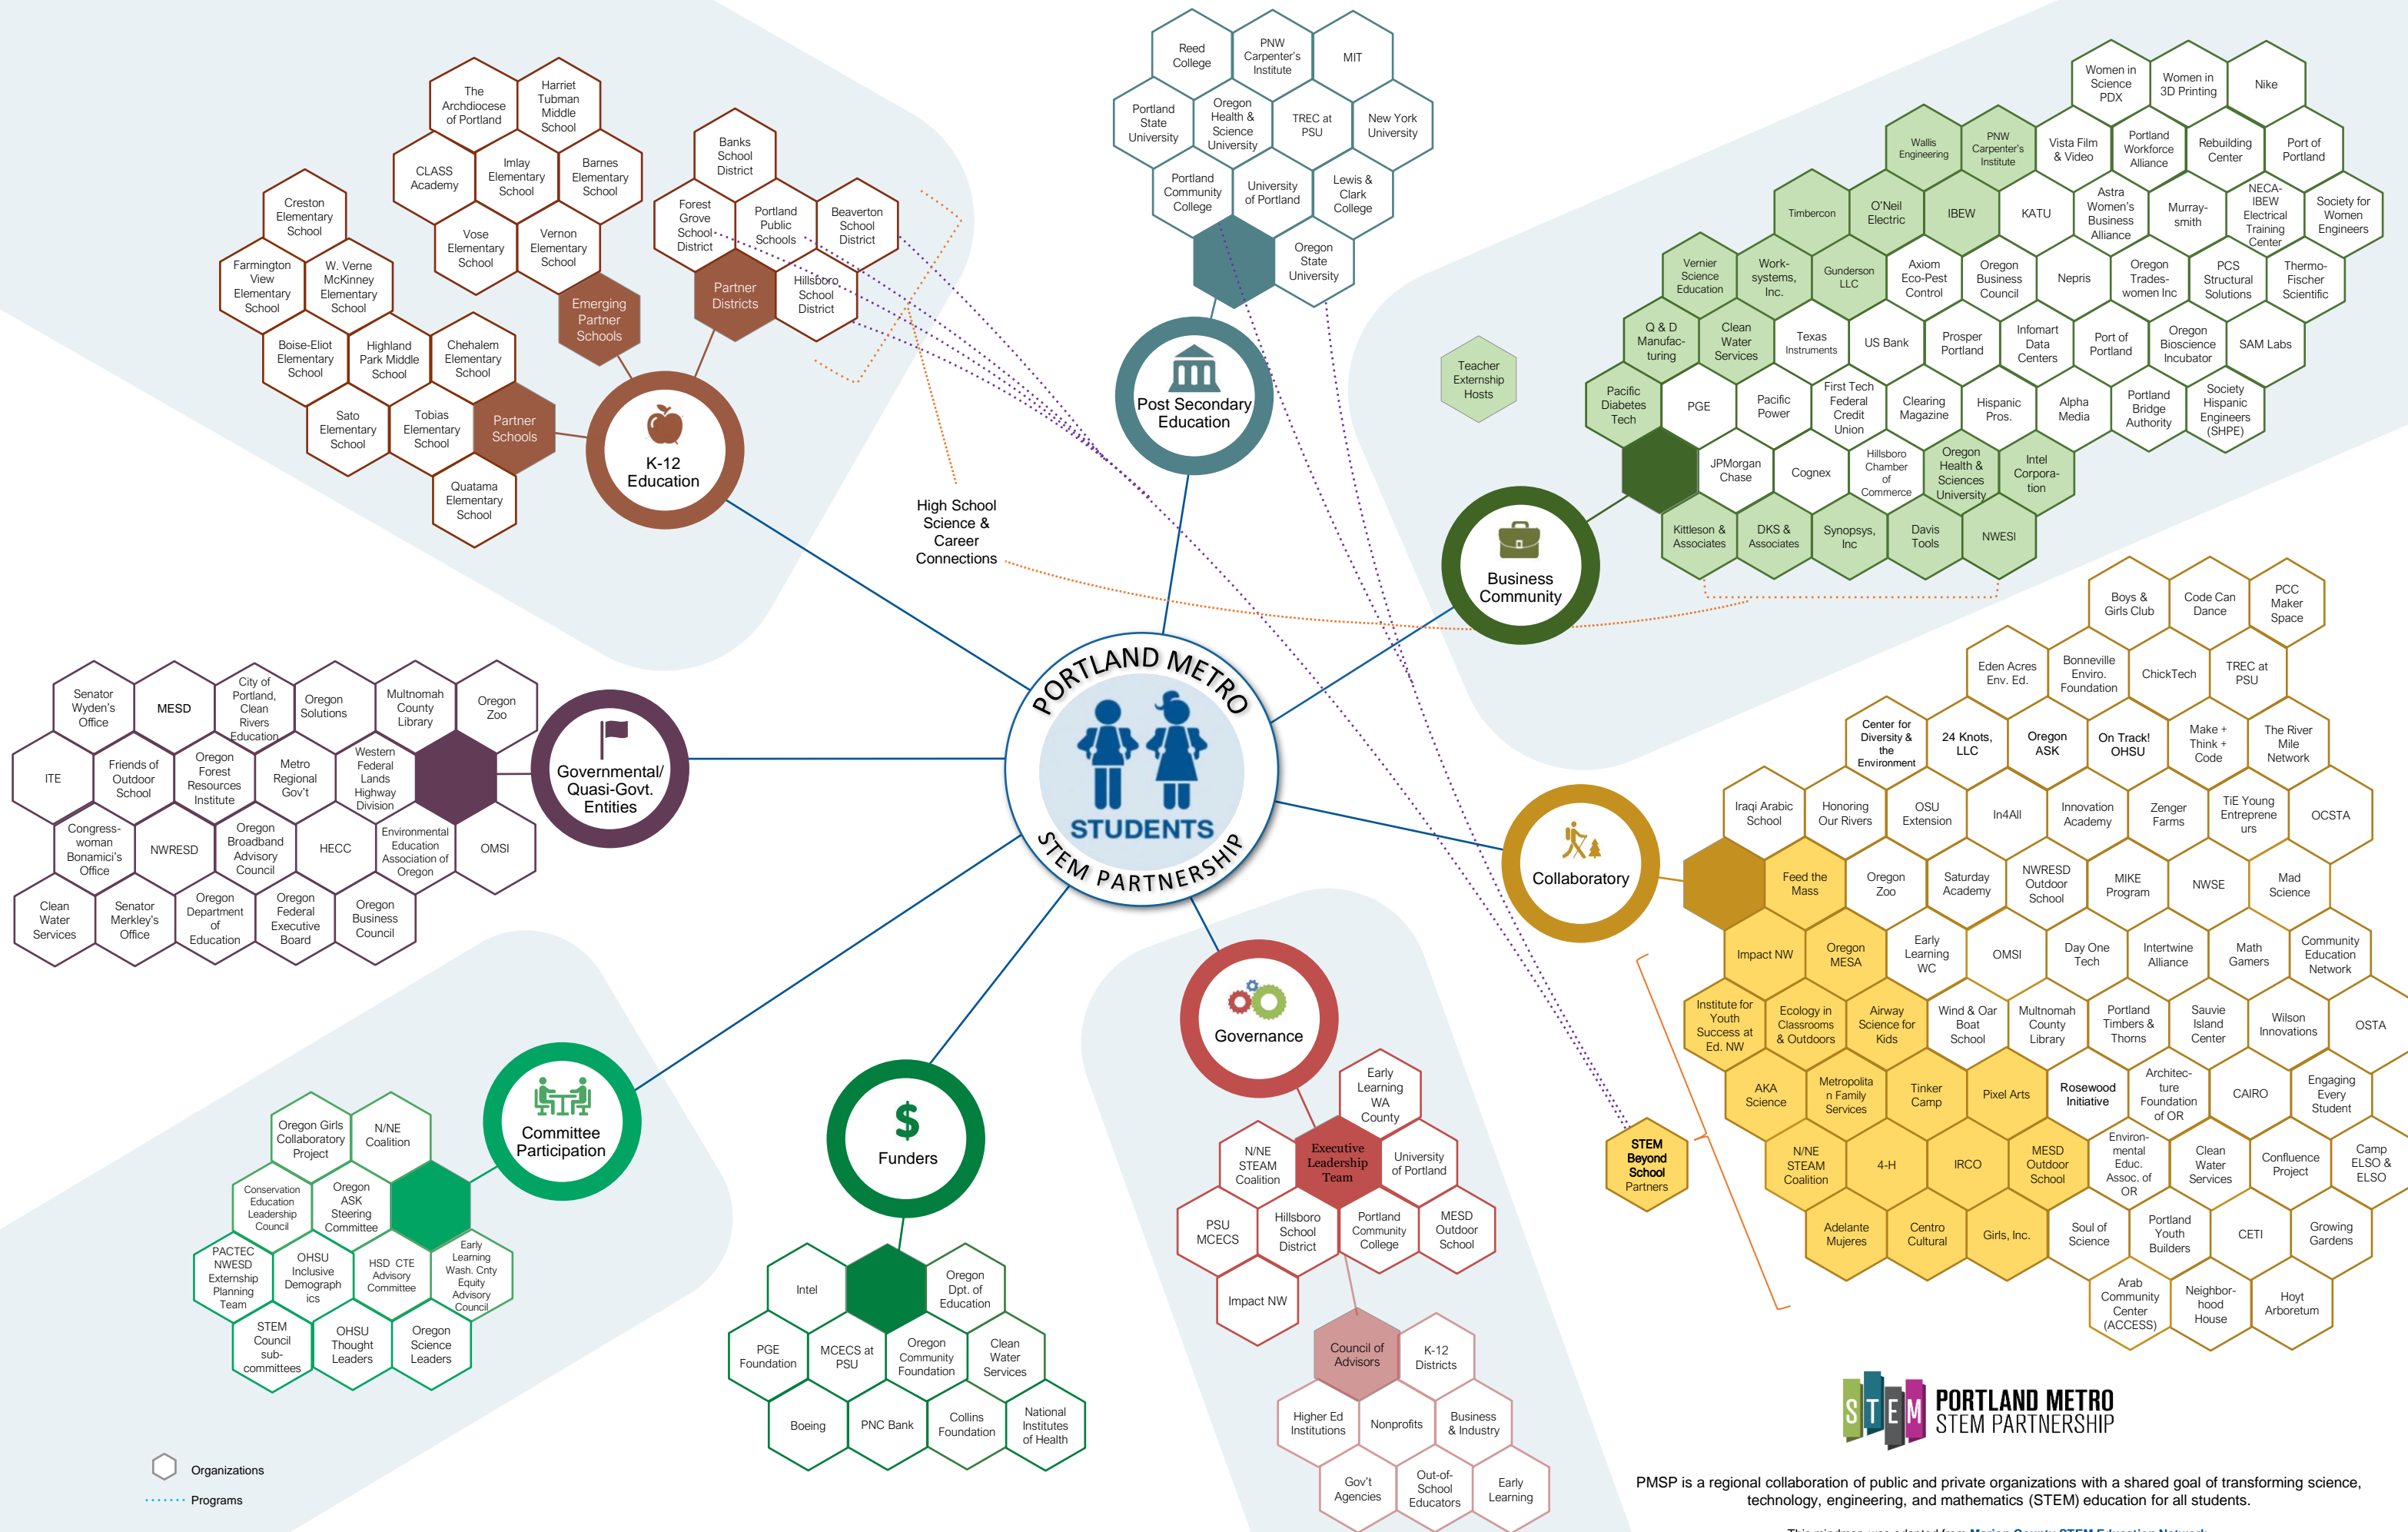 The
Archdiocese
of Portland
Harriet
Tubman
Middle
School
CLASS
Academy
Imlay
Elementary
School
Barnes
Elementary
School
Vose
Elementary
School
Vernon
Elementary
School
Emerging
Partner
Schools
Creston
Elementary
School
Farmington
View
Elementary
School
W. Verne
McKinney
Elementary
School
Boise-Eliot
Elementary
School
Highland
Park Middle
School
Chehalem
Elementary
School
Sato
Elementary
School
Tobias
Elementary
School
Partner
Schools
Quatama
Elementary
School
Banks
School
District
Forest
Grove
School
District
Portland
Public
Schools
Beaverton
School
District
Partner
Districts
Hillsboro
School
District
K-12
Education
High School
Science &
Career
Connections
Reed
College
PNW
Carpenter's
Institute
MIT
Portland
State
University
Oregon
Health &
Science
University
TREC at
PSU
New York
University
Portland
Community
College
University
of Portland
Lewis &
Clark
College
Oregon
State
University
Post Secondary
Education
Teacher
Externship
Hosts
Women in
Science
PDX
Women in
3D Printing
Nike
Wallis
Engineering
PNW
Carpenter's
Institute
Vista Film
& Video
Portland
Workforce
Alliance
Rebuilding
Center
Port of
Portland
Timbercon
O'Neil
Electric
IBEW
KATU
Astra
Women's
Business
Alliance
Murray-
smith
NECA-
IBEW
Electrical
Training
Center
Society for
Women
Engineers
Vernier
Science
Education
Work-
systems,
Inc.
Gunderson
LLC
Axiom
Eco-Pest
Control
Oregon
Business
Council
Nepris
Oregon
Trades-
women Inc
PCS
Structural
Solutions
Thermo-
Fischer
Scientific
Q & D
Manufac-
turing
Clean
Water
Services
Texas
Instruments
US Bank
Prosper
Portland
Infomart
Data
Centers
Port of
Portland
Oregon
Bioscience
Incubator
SAM Labs
Pacific
Diabetes
Tech
PGE
Pacific
Power
First Tech
Federal
Credit
Union
Clearing
Magazine
Hispanic
Pros.
Alpha
Media
Portland
Bridge
Authority
Society
Hispanic
Engineers
(SHPE)
JPMorgan
Chase
Cognex
Hillsboro
Chamber
of
Commerce
Oregon
Health &
Sciences
University
Intel
Corpora-
tion
Kittleson &
Associates
DKS &
Associates
Synopsys,
Inc
Davis
Tools
NWESI
Business
Community
Senator
Wyden's
Office
MESD
City of
Portland,
Clean
Rivers
Education
Oregon
Solutions
Multnomah
County
Library
Oregon
Zoo
ITE
Friends of
Outdoor
School
Oregon
Forest
Resources
Institute
Metro
Regional
Gov't
Western
Federal
Lands
Highway
Division
Congress-
woman
Bonamici's
Office
NWRESD
Oregon
Broadband
Advisory
Council
HECC
Environmental
Education
Association of
Oregon
OMSI
Clean
Water
Services
Senator
Merkley's
Office
Oregon
Department
of
Education
Oregon
Federal
Executive
Board
Oregon
Business
Council
Governmental/
Quasi-Govt.
Entities
PORTLAND METRO
STUDENTS
STEM PARTNERSHIP
Boys &
Girls Club
Code Can
Dance
PCC
Maker
Space
Eden Acres
Env. Ed.
Bonneville
Enviro.
Foundation
ChickTech
TREC at
PSU
Center for
Diversity &
the
Environment
24 Knots,
LLC
Oregon
ASK
On Track!
OHSU
Make +
Think +
Code
The River
Mile
Network
Iraqi Arabic
School
Honoring
Our Rivers
OSU
Extension
In4All
Innovation
Academy
Zenger
Farms
TiE Young
Entreprene
urs
OCSTA
Feed the
Mass
Oregon
Zoo
Saturday
Academy
NWRESD
Outdoor
School
MIKE
Program
NWSE
Mad
Science
Impact NW
Oregon
MESA
Early
Learning
WC
OMSI
Day One
Tech
Intertwine
Alliance
Math
Gamers
Community
Education
Network
Institute for
Youth
Success at
Ed. NW
Ecology in
Classrooms
& Outdoors
Airway
Science for
Kids
Wind & Oar
Boat
School
Multnomah
County
Library
Portland
Timbers &
Thorns
Sauvie
Island
Center
Wilson
Innovations
OSTA
AKA
Science
Metropolita
n Family
Services
Tinker
Camp
Pixel Arts
Rosewood
Initiative
Architec-
ture
Foundation
of OR
CAIRO
Engaging
Every
Student
N/NE
STEAM
Coalition
4-H
IRCO
MESD
Outdoor
School
Environ-
mental
Educ.
Assoc. of
OR
Clean
Water
Services
Confluence
Project
Camp
ELSO &
ELSO
Adelante
Mujeres
Centro
Cultural
Girls, Inc.
Soul of
Science
Portland
Youth
Builders
CETI
Growing
Gardens
Arab
Community
Center
(ACCESS)
Neighbor-
hood
House
Hoyt
Arboretum
Collaboratory
STEM
Beyond
School
Partners
Governance
Early
Learning
WA
County
N/NE
STEAM
Coalition
Executive
Leadership
Team
University
of Portland
PSU
MCECS
Hillsboro
School
District
Portland
Community
College
MESD
Outdoor
School
Impact NW
Council of
Advisors
K-12
Districts
Higher Ed
Institutions
Nonprofits
Business
& Industry
Gov't
Agencies
Out-of-
School
Educators
Early
Learning
Funders
Intel
Oregon
Dpt. of
Education
PGE
Foundation
MCECS at
PSU
Oregon
Community
Foundation
Clean
Water
Services
Boeing
PNC Bank
Collins
Foundation
National
Institutes
of Health
Committee
Participation
Oregon Girls
Collaboratory
Project
N/NE
Coalition
Conservation
Education
Leadership
Council
Oregon
ASK
Steering
Committee
PACTEC
NWESD
Externship
Planning
Team
OHSU
Inclusive
Demograph
ics
HSD CTE
Advisory
Committee
Early
Learning
Wash. Cnty
Equity
Advisory
Council
STEM
Council
sub-
committees
OHSU
Thought
Leaders
Oregon
Science
Leaders
Organizations
Programs
STEM
PORTLAND METRO
STEM PARTNERSHIP
PMSP is a regional collaboration of public and private organizations with a shared goal of transforming science,
technology, engineering, and mathematics (STEM) education for all students.
This mindmap was adapted from Marion County STEM Education Network